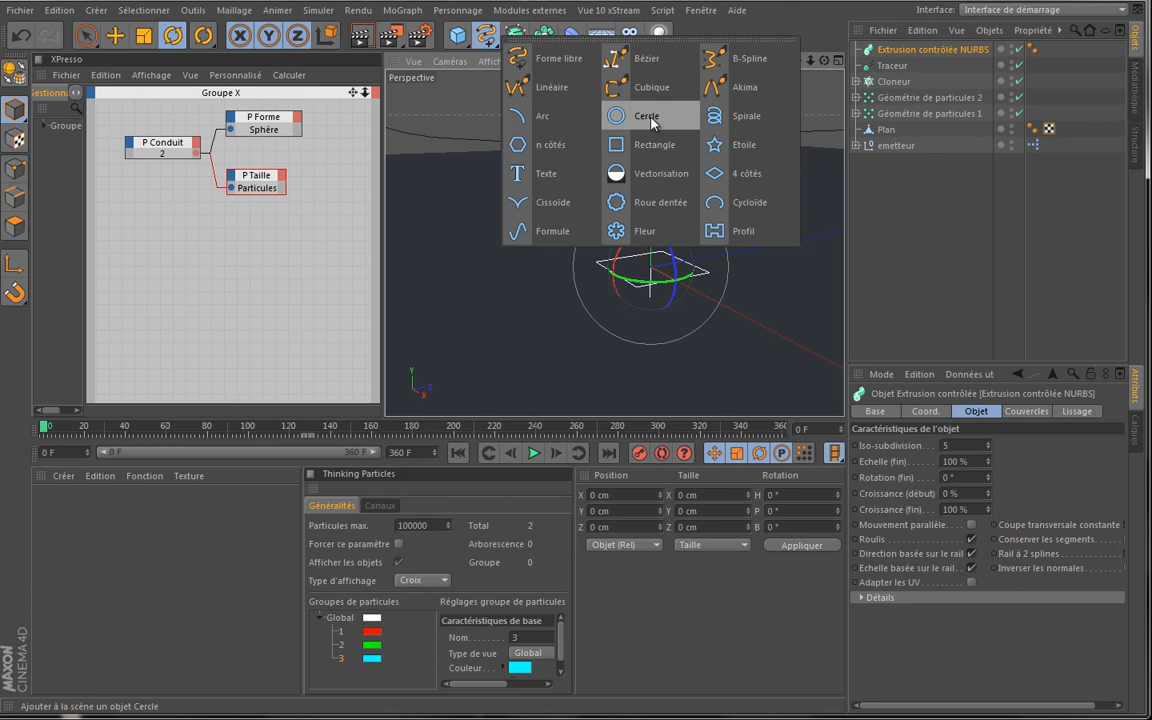 Fichier Edition Créer Sélectionner Outils Maillage Animer Simuler Rendu MoGraph Personnage Modules externes Vue 10 xStream Script Fenêtre Aide
Interface: Interface de démarrage
XPresso
Fichier Edition Affichage Vue Personnalisé Calculer
Groupe X
Groupe
P Forme
Sphère
P Conduit
2
P Taille
Particules
Vue Caméras
Perspective
Forme libre Bézier B-Spline
Linéaire Cubique Akima
Arc Cercle Spirale
n côtés Rectangle Etoile
Texte Vectorisation 4 côtés
Cissoïde Roue dentée Cycloïde
Formule Fleur Profil
Y
Z
X
Fichier Edition Vue Objets Propriété
Extrusion contrôlée NURBS
Traceur
Cloneur
Géométrie de particules 2
Géométrie de particules 1
Plan
emetteur
Objets
Médiathèque
Structure
Mode Edition Données ut
Objet Extrusion contrôlée [Extrusion contrôlée NURBS]
Base Coord. Objet Couvercles Lissage
Caractéristiques de l'objet
Iso-subdivision. 5
Echelle (fin) 100 %
Rotation (fin) 0 °
Croissance (début) 0 %
Croissance (fin) 100 %
Mouvement parallèle Coupe transversale constante
Roulis Conserver les segments.
Direction basée sur le rail Rail à 2 splines
Echelle basée sur le rail Inverser les normales
Adapter les UV
Détails
Attributs
Calques
0 20 40 60 80 100 120 140 160 180 200 220 240 260 280 300 320 340 36 0 F
0 F 0 F 360 F 360 F
Créer Edition Fonction Texture
Thinking Particles
Généralités Canaux
Particules max. 100000 Total 2
Forcer ce paramètre Arborescence 0
Afficher les objets Groupe 0
Type d'affichage Croix
Groupes de particules Réglages groupe de particules
Global
1
2
3
Caractéristiques de base
Nom 3
Type de vue Global
Couleur
Position Taille Rotation
X 0 cm X 0 cm H 0 °
Y 0 cm Y 0 cm P 0 °
Z 0 cm Z 0 cm B 0 °
Objet (Rel) Taille Appliquer
MAXON
CINEMA4D
Ajouter à la scène un objet Cercle